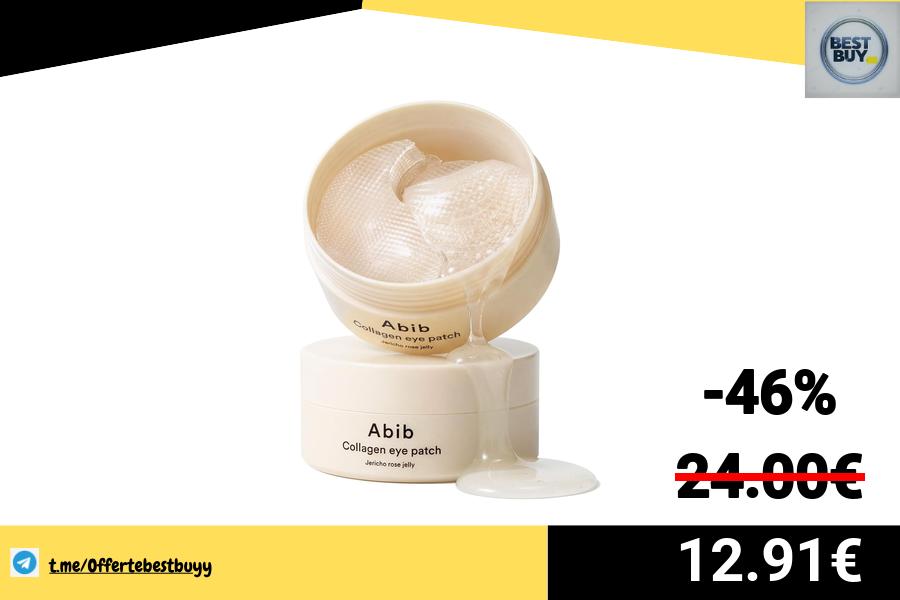 BEST
BUY
Abib
Collagen eye patch
Jericho rose jelly
Abib
Collagen eye patch
Jericho rose jelly
-46%
24.00€
t.me/Offertebestbuyy
12.91€